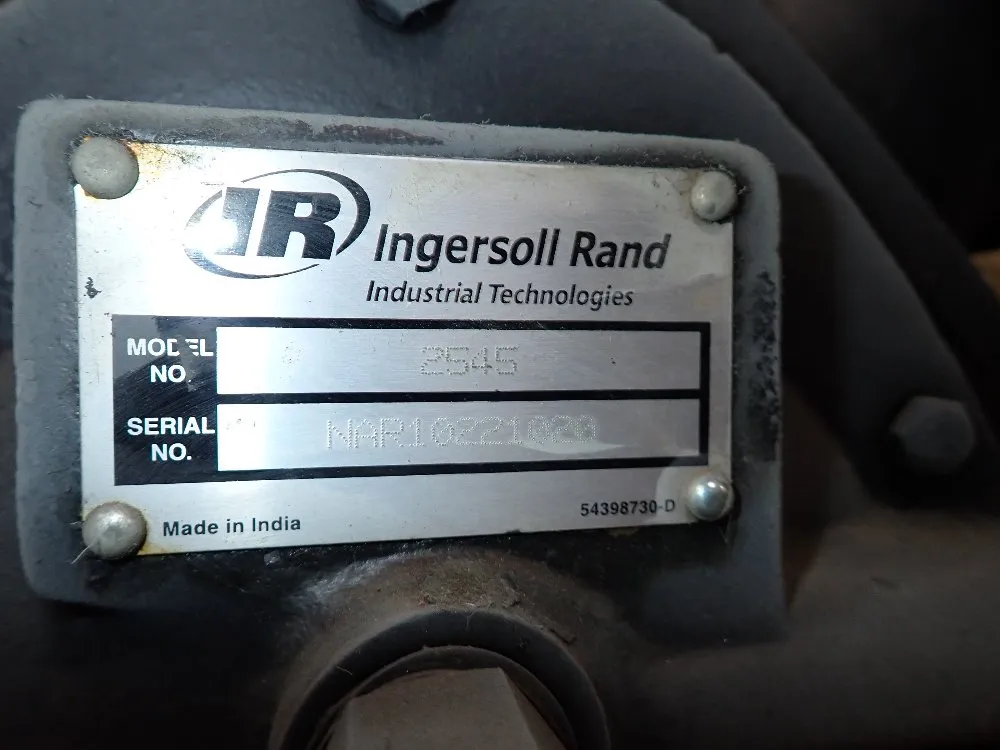 IR Ingersoll Rand
Industrial Technologies
MODEL NO. 2545
SERIAL NO. NAR10221020
Made in India
54398730-D